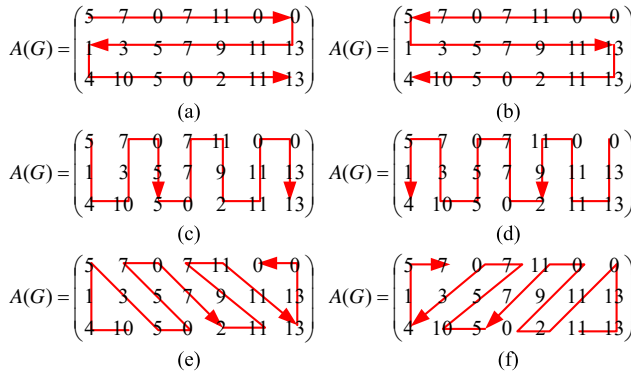 5 7 0 7 11 0 0 5 7 0 7 11 0 0
A(G) = 1 3 5 7 9 11 13 A(G) = 1 3 5 7 9 11 13
4 10 5 0 2 11 13 4 10 5 0 2 11 13
(a) (b)
5 7 0 7 11 0 0 5 7 0 7 11 0 0
A(G) = 1 3 5 7 9 11 13 A(G) = 1 3 5 7 9 11 13
4 10 5 0 2 11 13 4 10 5 0 2 11 13
(c) (d)
5 7 0 7 11 0 0 5 7 0 7 11 0 0
A(G) = 1 3 5 7 9 11 13 A(G) = 1 3 5 7 9 11 13
4 10 5 0 2 11 13 4 10 5 0 2 11 13
(e) (f)